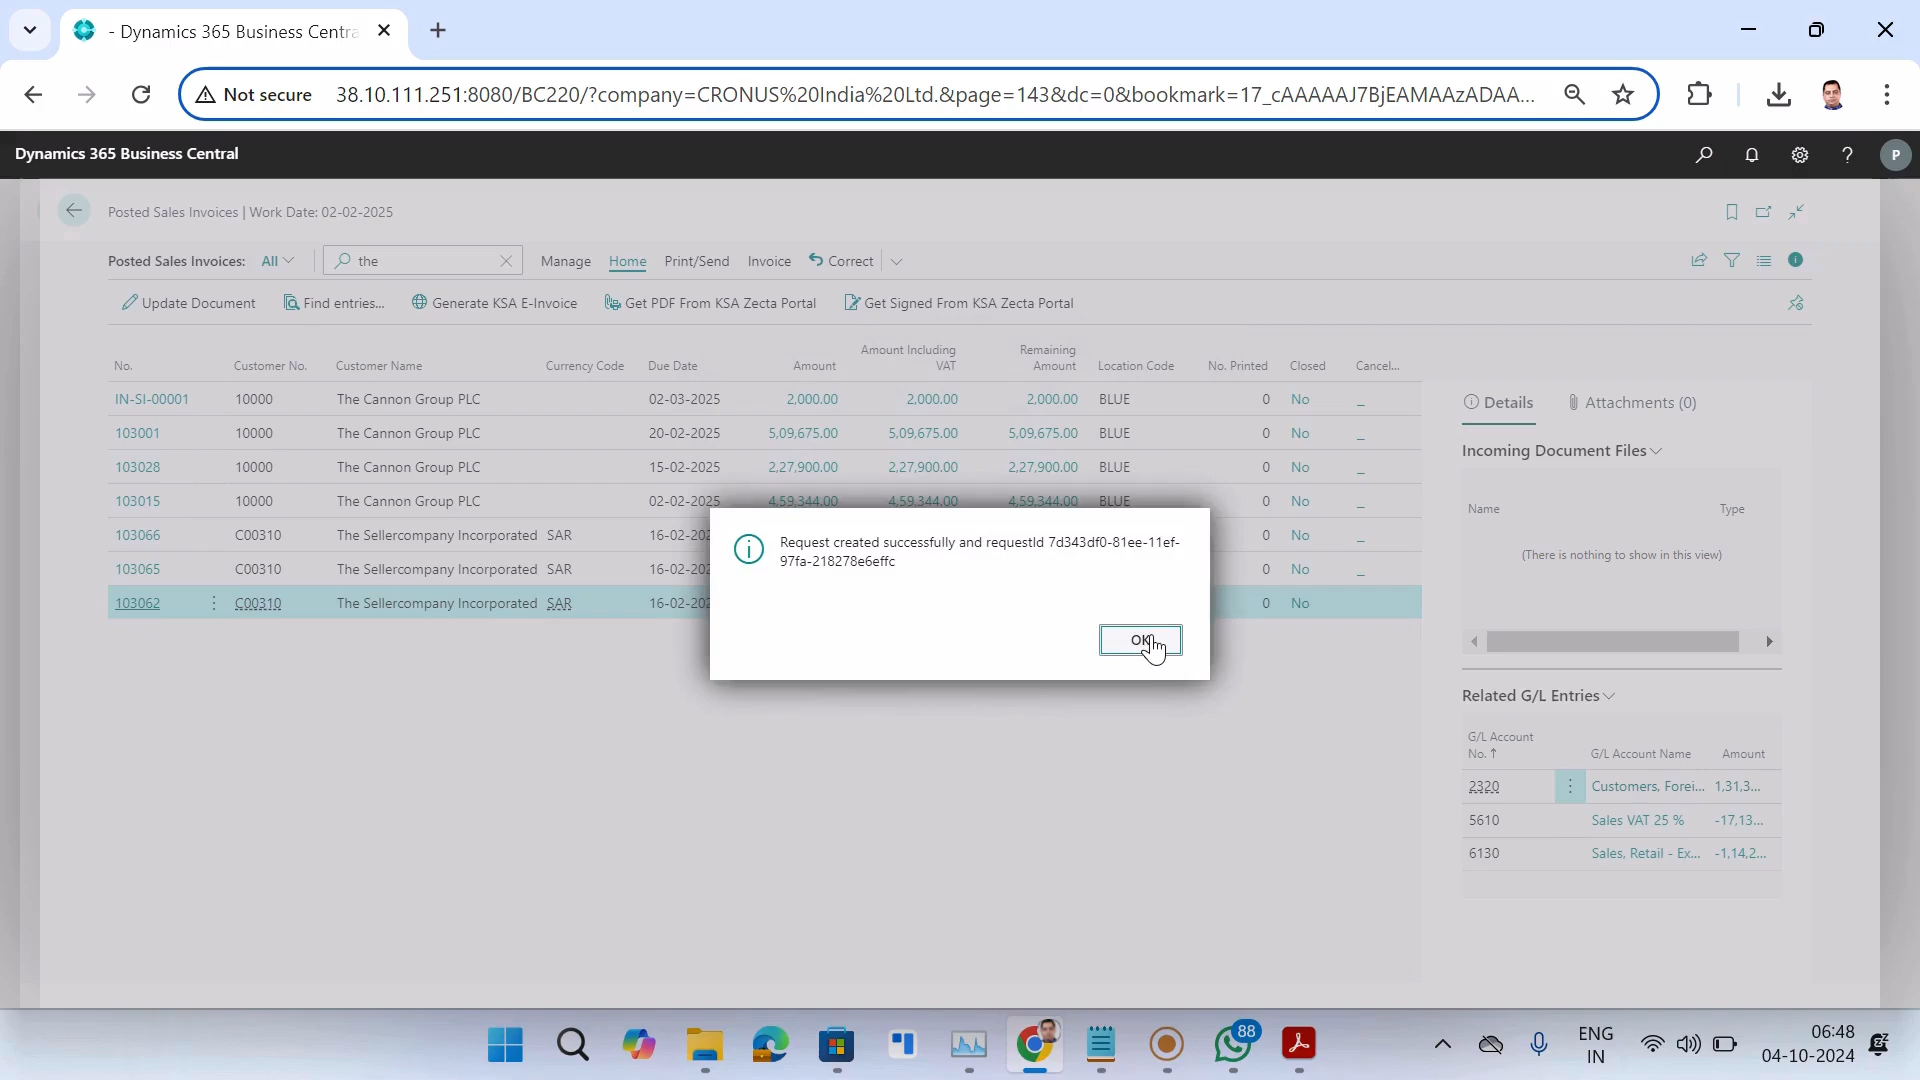 - Dynamics 365 Business Centra
Not secure
38.10.111.251:8080/BC220/?company=CRONUS%20India%20Ltd.&page=143&dc=0&bookmark=17_cAAAAAJ7BjEAMAAzADAA...
Dynamics 365 Business Central
P
Posted Sales Invoices | Work Date: 02-02-2025
Posted Sales Invoices: All the Manage Home Print/Send Invoice Correct
Update Document Find entries... Generate KSA E-Invoice Get PDF From KSA Zecta Portal Get Signed From KSA Zecta Portal
No. Customer No. Customer Name Currency Code Due Date Amount Amount Including VAT Remaining Amount Location Code No. Printed Closed Cancel...
IN-SI-00001 10000 The Cannon Group PLC 02-03-2025 2,000.00 2,000.00 2,000.00 BLUE 0 No _
103001 10000 The Cannon Group PLC 20-02-2025 5,09,675.00 5,09,675.00 5,09,675.00 BLUE 0 No _
103028 10000 The Cannon Group PLC 15-02-2025 2,27,900.00 2,27,900.00 2,27,900.00 BLUE 0 No _
103015 10000 The Cannon Group PLC 02-02-2025 4,59,344.00 4,59,344.00 4,59,344.00 BLUE 0 No _
103066 C00310 The Sellercompany Incorporated SAR 16-02-202 0 No _
103065 C00310 The Sellercompany Incorporated SAR 16-02-202 0 No _
103062 C00310 The Sellercompany Incorporated SAR 16-02-202 0 No
Request created successfully and requestId 7d343df0-81ee-11ef-
97fa-218278e6effc
OK
Details Attachments (0)
Incoming Document Files
Name Type
(There is nothing to show in this view)
Related G/L Entries
G/L Account No. ↑ G/L Account Name Amount
2320 Customers, Forei... 1,31,3...
5610 Sales VAT 25 % -17,13...
6130 Sales, Retail - Ex... -1,14,2...
88
ENG
IN
06:48
04-10-2024